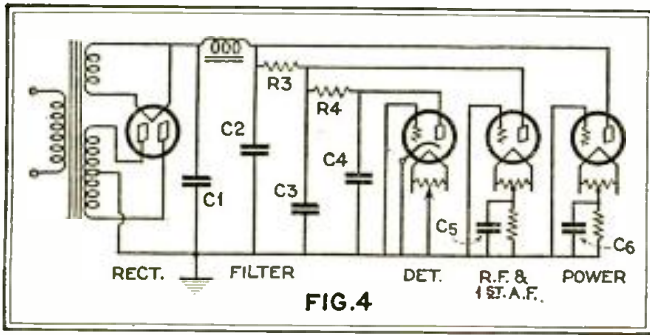 R3
R4
C2
C4
C1
C3
C5
C6
RECT.
FILTER
DET.
R.F. &
1ST. A.F.
POWER
FIG.4